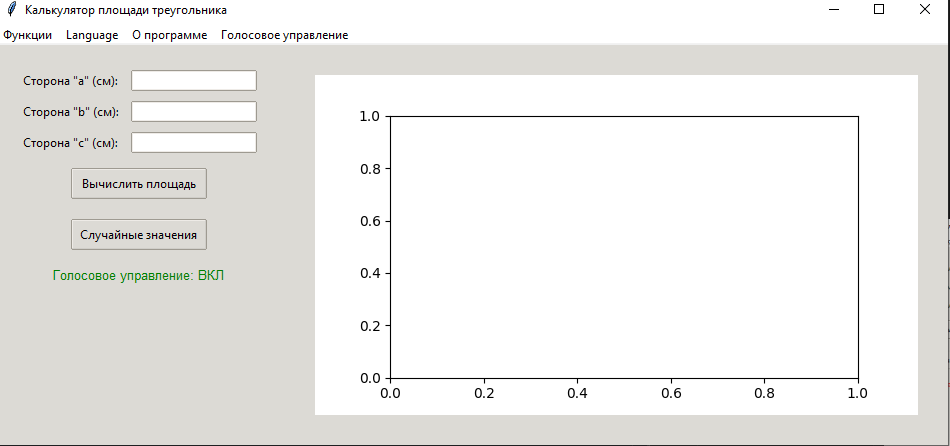 Калькулятор площади треугольника
Функции Language О программе Голосовое управление
Сторона "a" (см):
Сторона "b" (см):
Сторона "c" (см):
Вычислить площадь
Случайные значения
Голосовое управление: ВКЛ
1.0
0.8
0.6
0.4
0.2
0.0
0.0 0.2 0.4 0.6 0.8 1.0